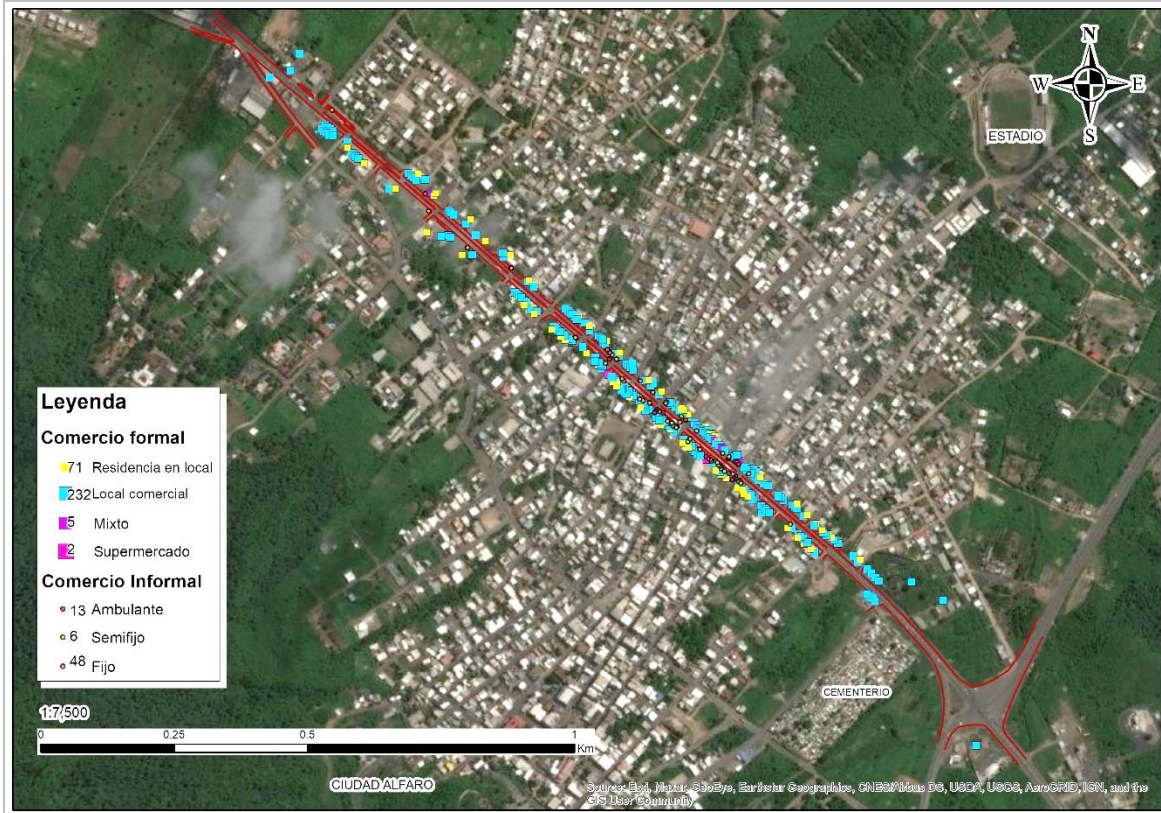 N
W E
S
ESTADIO
Leyenda
Comercio formal
71 Residencia en local
232 Local comercial
5 Mixto
2 Supermercado
Comercio Informal
13 Ambulante
6 Semifijo
48 Fijo
1:7,500
0 0.25 0.5 1
Km
CEMENTERIO
CIUDAD ALFARO
Source: Esri, Maxar, GeoEye, Earthstar Geographics, CNES/Airbus DS, USDA, USGS, AeroGRID, IGN, and the
GIS User Community